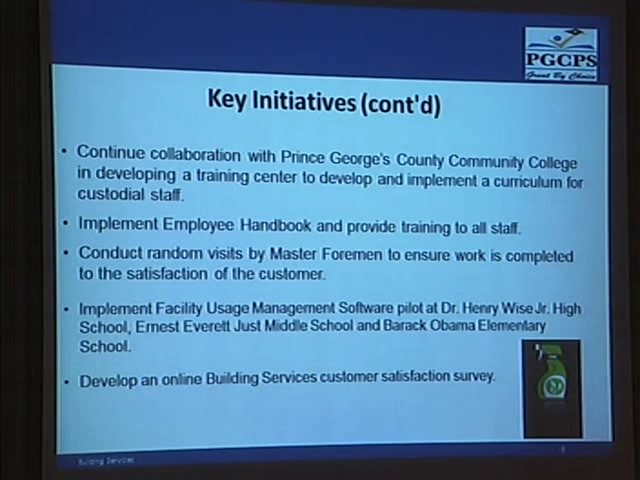 PGCPS
Great By Choice
Key Initiatives (cont'd)
• Continue collaboration with Prince George's County Community College
in developing a training center to develop and implement a curriculum for
custodial staff.
• Implement Employee Handbook and provide training to all staff.
• Conduct random visits by Master Foremen to ensure work is completed
to the satisfaction of the customer.
• Implement Facility Usage Management Software pilot at Dr. Henry Wise Jr. High
School, Ernest Everett Just Middle School and Barack Obama Elementary
School.
• Develop an online Building Services customer satisfaction survey.
Building Services